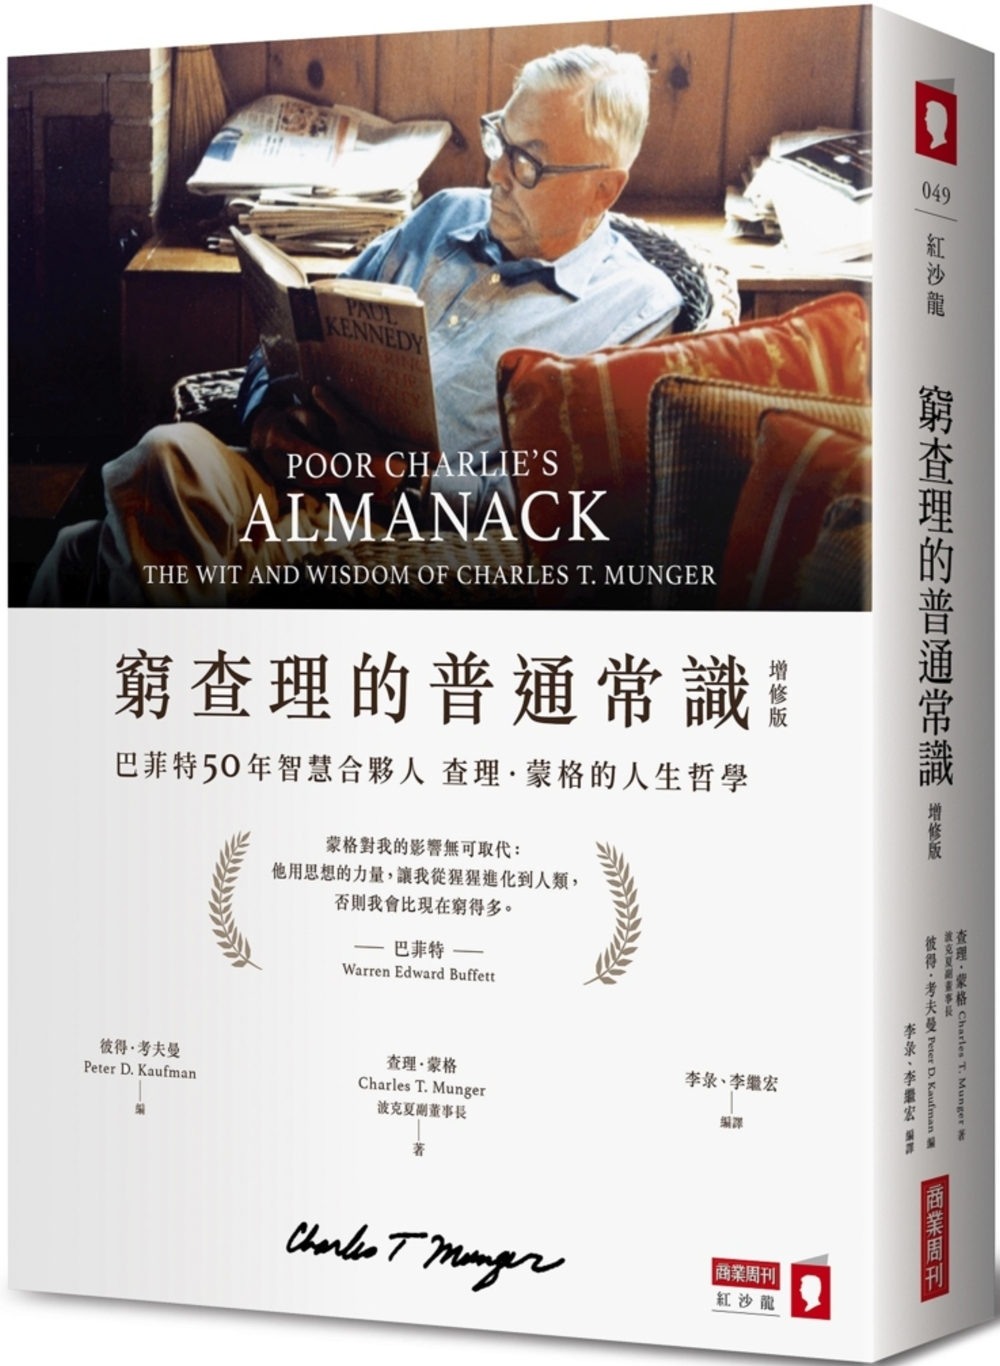 PAUL
KENNEDY
POOR CHARLIE'S
ALMANACK
THE WIT AND WISDOM OF CHARLES T. MUNGER
窮查理的普通常識 增修版
巴菲特50年智慧合夥人 查理·蒙格的人生哲學
蒙格對我的影響無可取代：
他用思想的力量，讓我從猩猩進化到人類，
否則我會比現在窮得多。
巴菲特
Warren Edward Buffett
彼得·考夫曼
Peter D. Kaufman
編
查理·蒙格
Charles T. Munger
波克夏副董事長
著
李彔、李繼宏
編譯
Charles T Munger
商業周刊
紅沙龍
049
紅沙龍
窮查理的普通常識
增修版
查理·蒙格 Charles T. Munger 著
波克夏副董事長
彼得·考夫曼 Peter D. Kaufman 編
李彔、李繼宏 編譯
商業周刊